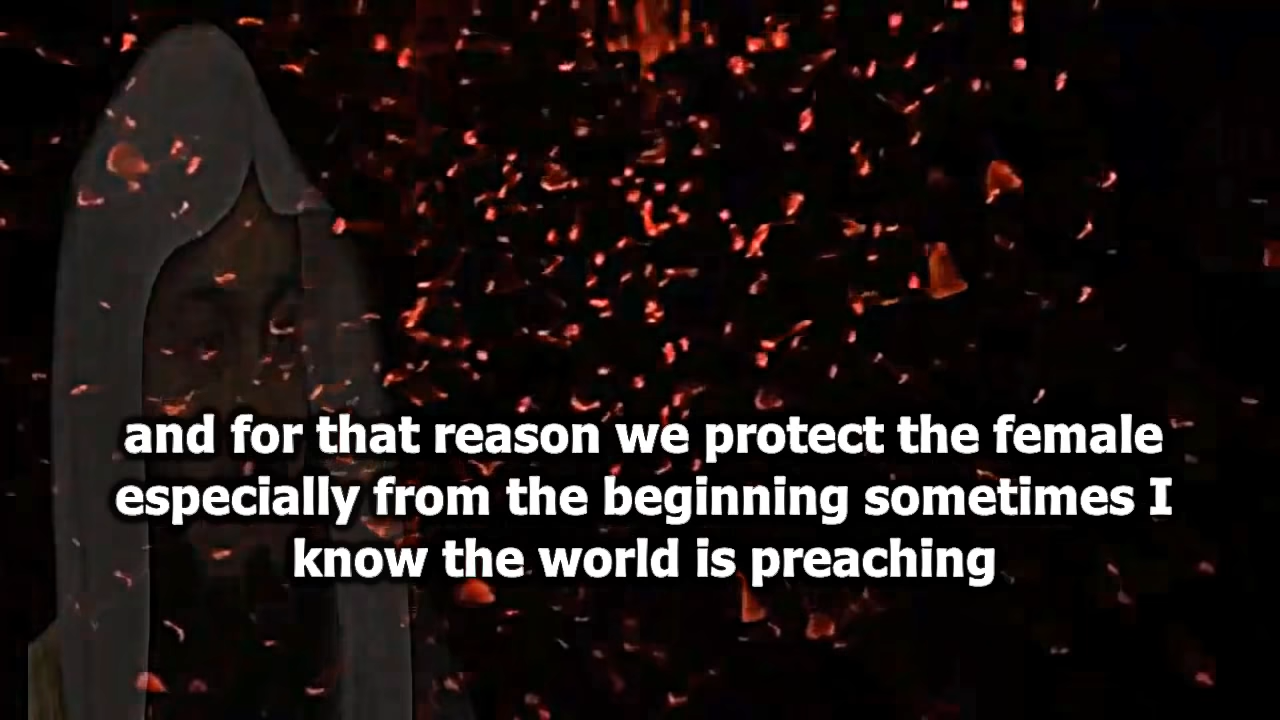 and for that reason we protect the female
especially from the beginning sometimes I
know the world is preaching